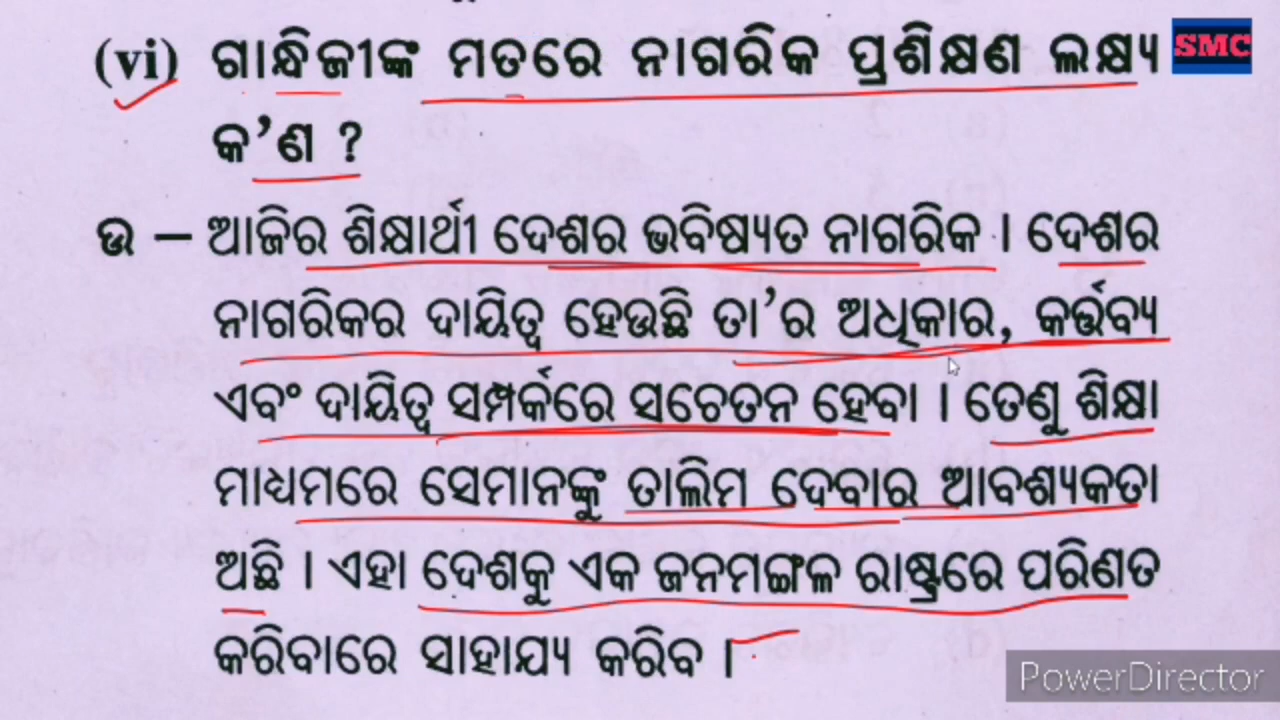 (vi) ଗାନ୍ଧିଜୀଙ୍କ ମତରେ ନାଗରିକ ପ୍ରଶିକ୍ଷଣ ଲକ୍ଷ୍ୟ
SMC
କ’ଣ ?
ଉ – ଆଜିର ଶିକ୍ଷାର୍ଥୀ ଦେଶର ଭବିଷ୍ୟତ ନାଗରିକ । ଦେଶର
ନାଗରିକର ଦାୟିତ୍ୱ ହେଉଛି ତା’ର ଅଧିକାର, କର୍ତ୍ତବ୍ୟ
ଏବଂ ଦାୟିତ୍ୱ ସମ୍ପର୍କରେ ସଚେତନ ହେବା । ତେଣୁ ଶିକ୍ଷା
ମାଧ୍ୟମରେ ସେମାନଙ୍କୁ ତାଲିମ ଦେବାର ଆବଶ୍ୟକତା
ଅଛି । ଏହା ଦେଶକୁ ଏକ ଜନମଙ୍ଗଳ ରାଷ୍ଟ୍ରରେ ପରିଣତ
କରିବାରେ ସାହାଯ୍ୟ କରିବ ।
PowerDirector